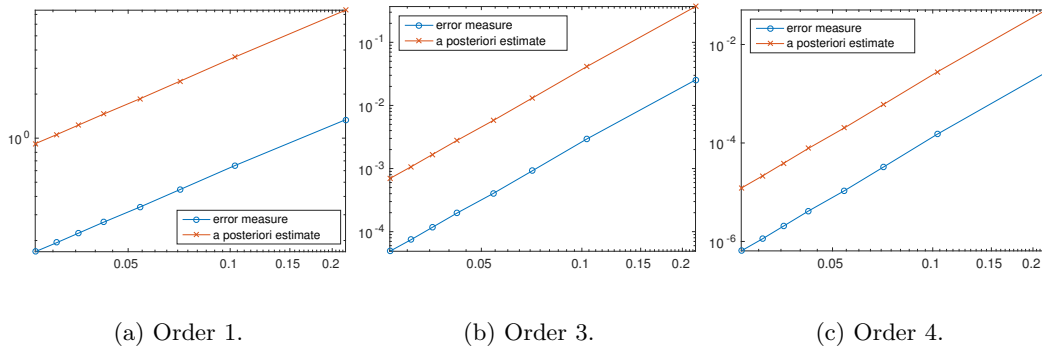 10^0
error measure
a posteriori estimate
0.05 0.1 0.15 0.2
(a) Order 1.
error measure
a posteriori estimate
10^-1
10^-2
10^-3
10^-4
0.05 0.1 0.15 0.2
(b) Order 3.
error measure
a posteriori estimate
10^-2
10^-4
10^-6
0.05 0.1 0.15 0.2
(c) Order 4.